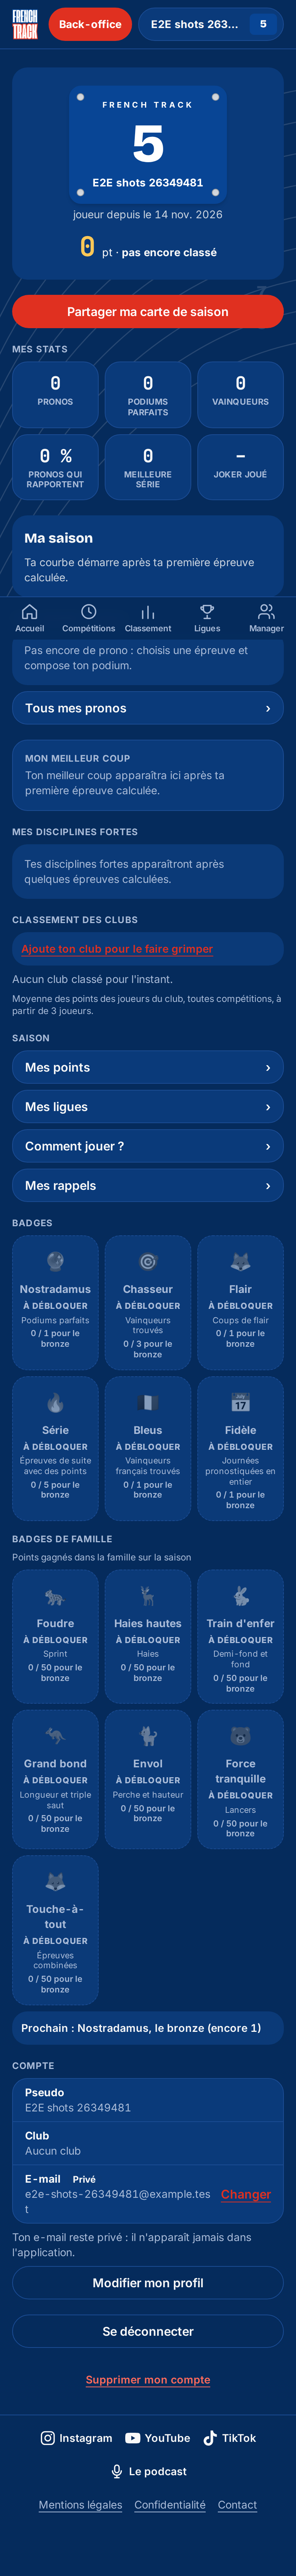 FRENCH
TRACK
Back-office
E2E shots 263... 5
FRENCH TRACK
5
E2E shots 26349481
joueur depuis le 14 nov. 2026
0 pt · pas encore classé
Partager ma carte de saison
MES STATS
0
PRONOS
0
PODIUMS
PARFAITS
0
VAINQUEURS
0 %
PRONOS QUI
RAPPORTENT
0
MEILLEURE
SÉRIE
–
JOKER JOUÉ
Ma saison
Ta courbe démarre après ta première épreuve
calculée.
Accueil
Compétitions
Classement
Ligues
Manager
Pas encore de prono : choisis une épreuve et
compose ton podium.
Tous mes pronos ›
MON MEILLEUR COUP
Ton meilleur coup apparaîtra ici après ta
première épreuve calculée.
MES DISCIPLINES FORTES
Tes disciplines fortes apparaîtront après
quelques épreuves calculées.
CLASSEMENT DES CLUBS
Ajoute ton club pour le faire grimper
Aucun club classé pour l'instant.
Moyenne des points des joueurs du club, toutes compétitions, à
partir de 3 joueurs.
SAISON
Mes points ›
Mes ligues ›
Comment jouer ? ›
Mes rappels ›
BADGES
Nostradamus
À DÉBLOQUER
Podiums parfaits
0 / 1 pour le
bronze
Chasseur
À DÉBLOQUER
Vainqueurs
trouvés
0 / 3 pour le
bronze
Flair
À DÉBLOQUER
Coups de flair
0 / 1 pour le
bronze
Série
À DÉBLOQUER
Épreuves de suite
avec des points
0 / 5 pour le
bronze
Bleus
À DÉBLOQUER
Vainqueurs
français trouvés
0 / 1 pour le
bronze
17
Fidèle
À DÉBLOQUER
Journées
pronostiquées en
entier
0 / 1 pour le
bronze
BADGES DE FAMILLE
Points gagnés dans la famille sur la saison
Foudre
À DÉBLOQUER
Sprint
0 / 50 pour le
bronze
Haies hautes
À DÉBLOQUER
Haies
0 / 50 pour le
bronze
Train d'enfer
À DÉBLOQUER
Demi-fond et
fond
0 / 50 pour le
bronze
Grand bond
À DÉBLOQUER
Longueur et triple
saut
0 / 50 pour le
bronze
Envol
À DÉBLOQUER
Perche et hauteur
0 / 50 pour le
bronze
Force
tranquille
À DÉBLOQUER
Lancers
0 / 50 pour le
bronze
Touche-à-
tout
À DÉBLOQUER
Épreuves
combinées
0 / 50 pour le
bronze
Prochain : Nostradamus, le bronze (encore 1)
COMPTE
Pseudo
E2E shots 26349481
Club
Aucun club
E-mail Privé
e2e-shots-26349481@example.tes
t
Changer
Ton e-mail reste privé : il n'apparaît jamais dans
l'application.
Modifier mon profil
Se déconnecter
Supprimer mon compte
Instagram
YouTube
TikTok
Le podcast
Mentions légales
Confidentialité
Contact